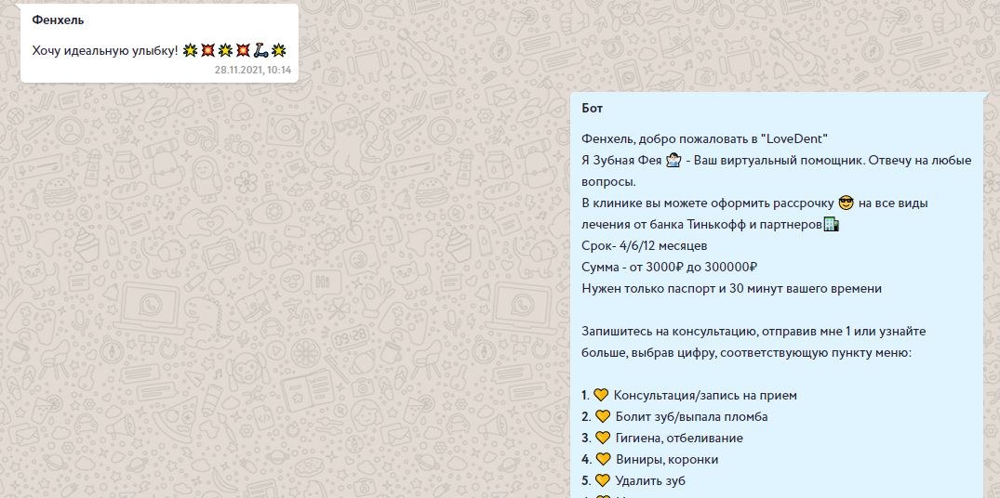 Фенхель
Хочу идеальную улыбку! 💥💥💥💥🛴💥
28.11.2021, 10:14
Бот
Фенхель, добро пожаловать в "LoveDent"
Я Зубная Фея 🧚🏻 - Ваш виртуальный помощник. Отвечу на любые
вопросы.
В клинике вы можете оформить рассрочку 😎 на все виды
лечения от банка Тинькофф и партнеров🏢
Срок- 4/6/12 месяцев
Сумма - от 3000₽ до 300000₽
Нужен только паспорт и 30 минут вашего времени
Запишитесь на консультацию, отправив мне 1 или узнайте
больше, выбрав цифру, соответствующую пункту меню:
1. 💛 Консультация/запись на прием
2. 💛 Болит зуб/выпала пломба
3. 💛 Гигиена, отбеливание
4. 💛 Виниры, коронки
5. 💛 Удалить зуб